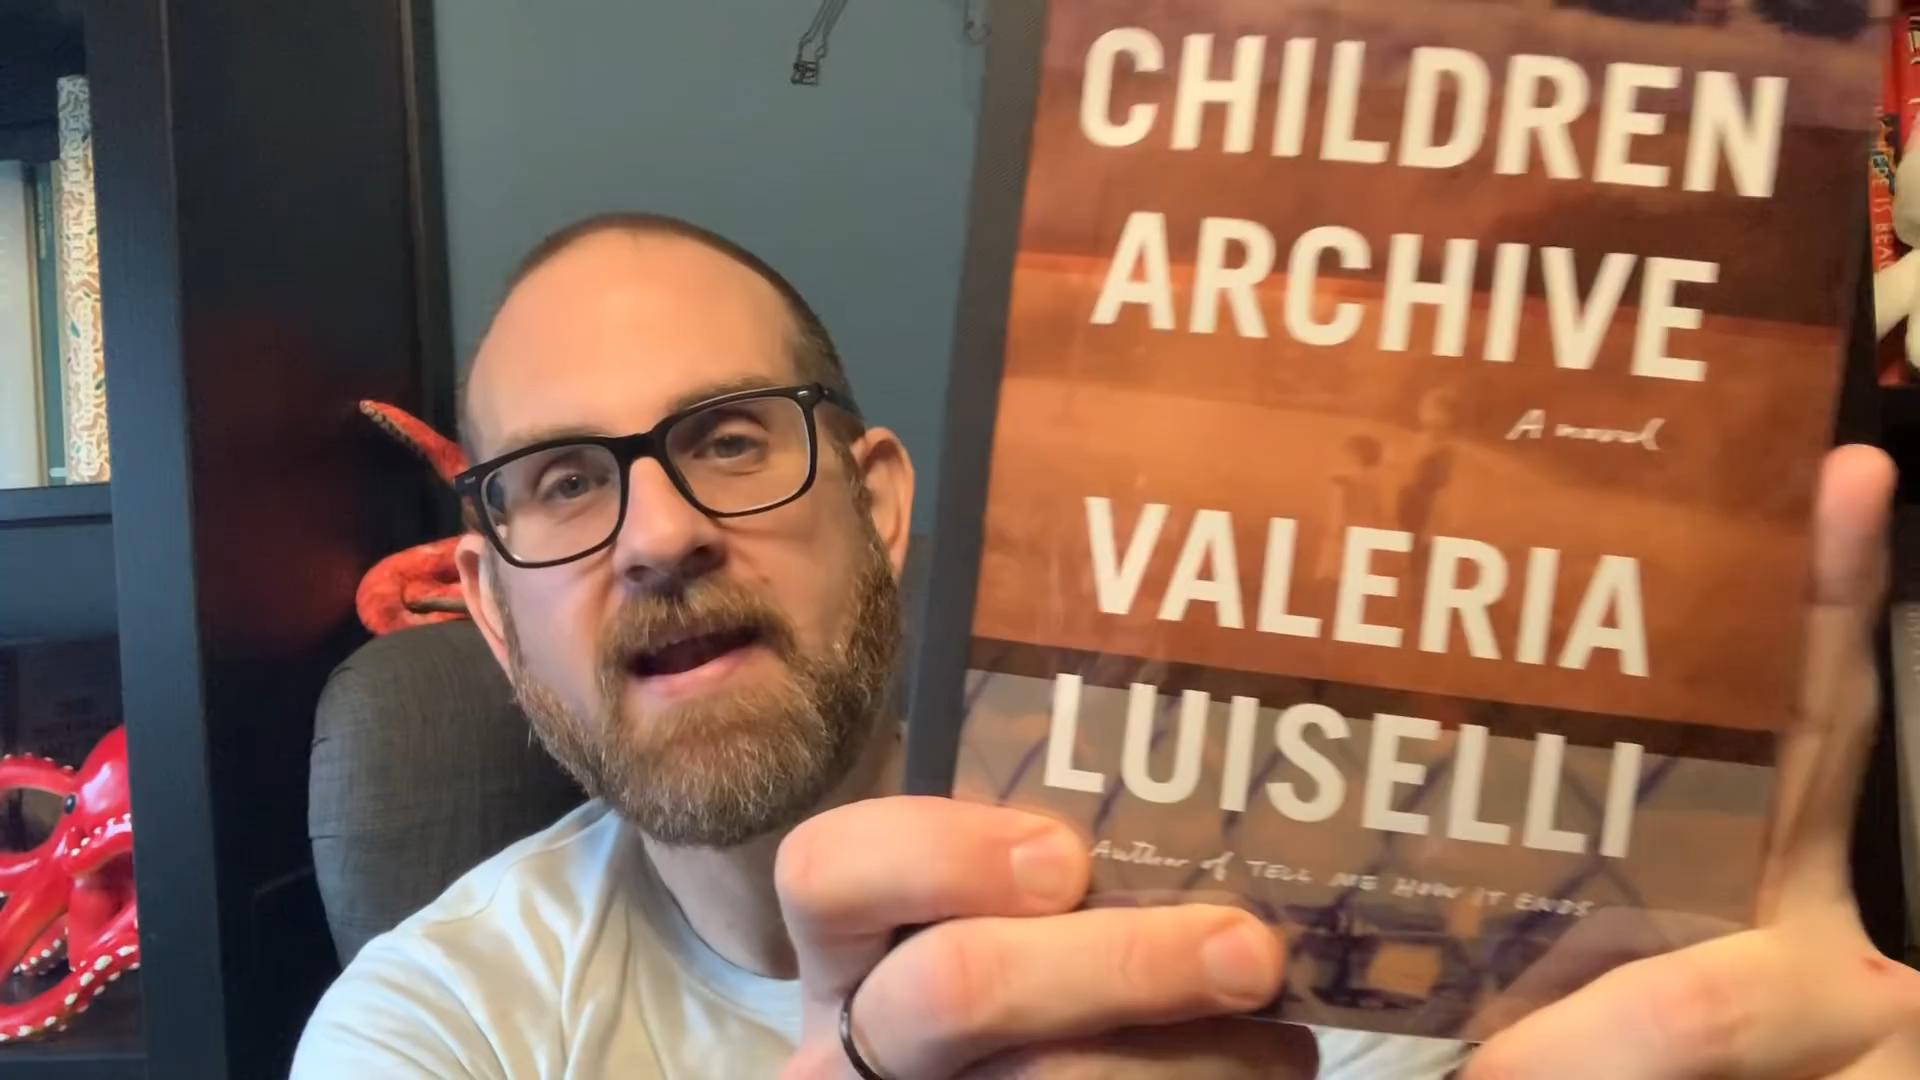 CHILDREN
ARCHIVE
A novel
VALERIA
LUISELLI
Author of TELL ME HOW IT ENDS